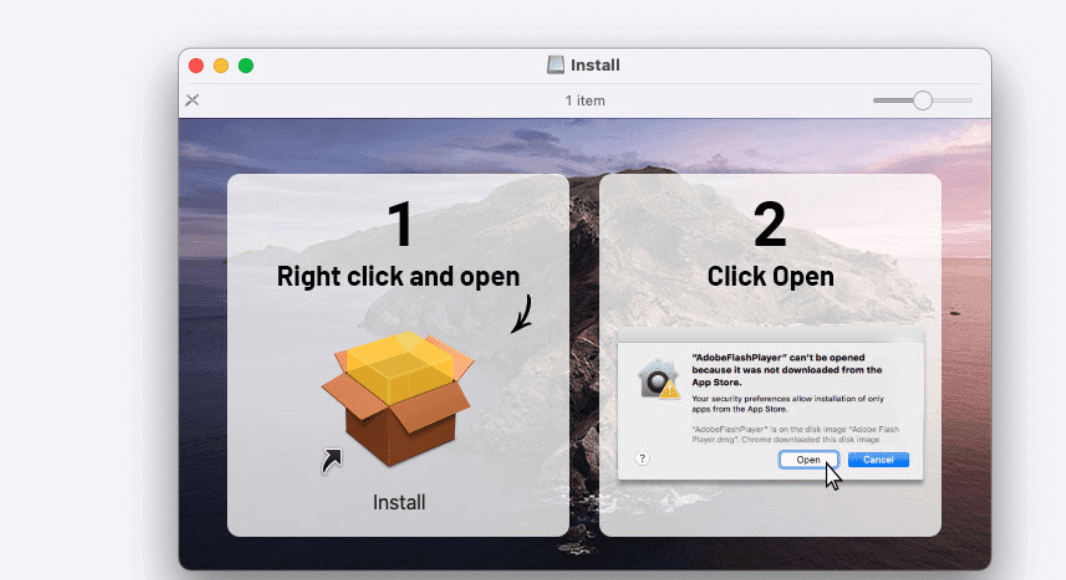 Install
1 item
1
Right click and open
Install
2
Click Open
"AdobeFlashPlayer" can't be opened
because it was not downloaded from the
App Store.
Your security preferences allow installation of only
apps from the App Store.
"AdobeFlashPlayer" is on the disk image "Adobe Flash
Player.dmg". Chrome downloaded this disk image
?
Open
Cancel